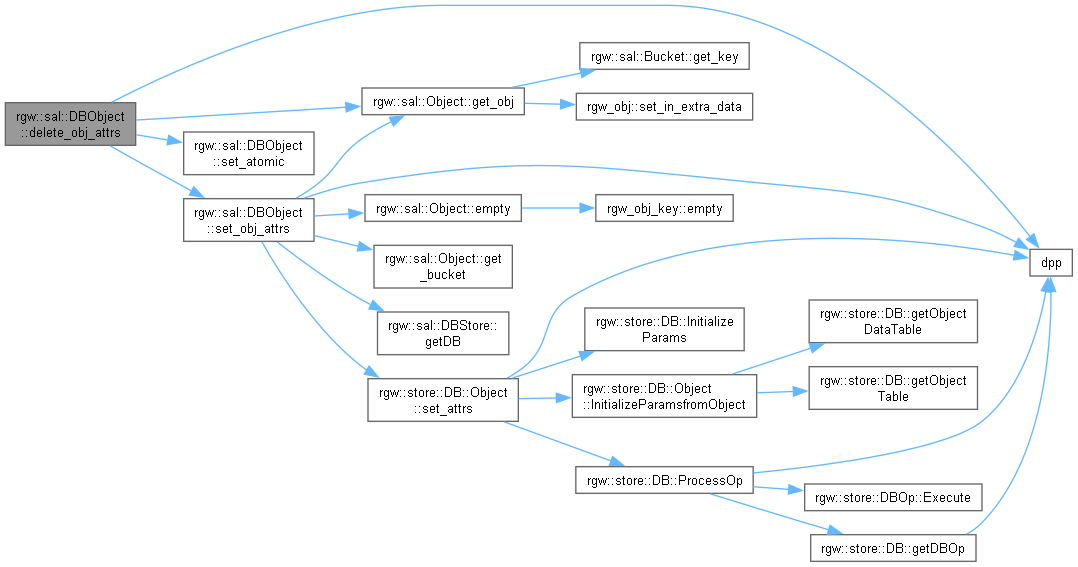 rgw::sal::DBObject
::delete_obj_attrs
rgw::sal::Object::get_obj
rgw::sal::Bucket::get_key
rgw_obj::set_in_extra_data
rgw::sal::DBObject
::set_atomic
rgw::sal::DBObject
::set_obj_attrs
rgw::sal::Object::empty
rgw_obj_key::empty
rgw::sal::Object::get
_bucket
dpp
rgw::sal::DBStore::
getDB
rgw::store::DB::Initialize
Params
rgw::store::DB::getObject
DataTable
rgw::store::DB::Object
::set_attrs
rgw::store::DB::Object
::InitializeParamsfromObject
rgw::store::DB::getObject
Table
rgw::store::DB::ProcessOp
rgw::store::DBOp::Execute
rgw::store::DB::getDBOp